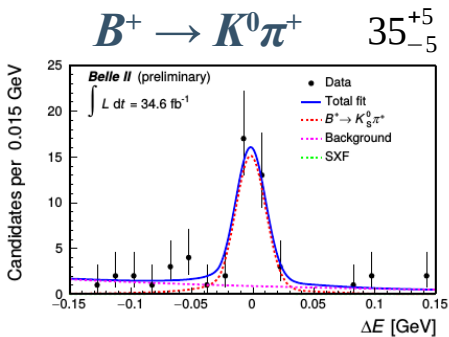 B⁺ → K⁰π⁺ 35⁺⁵₋₅
Belle II (preliminary)
∫ L dt = 34.6 fb⁻¹
Data
Total fit
B⁺→ K⁰ₛπ⁺
Background
SXF
Candidates per 0.015 GeV
25
20
15
10
5
0
−0.15 −0.1 −0.05 0 0.05 0.1 0.15
ΔE [GeV]